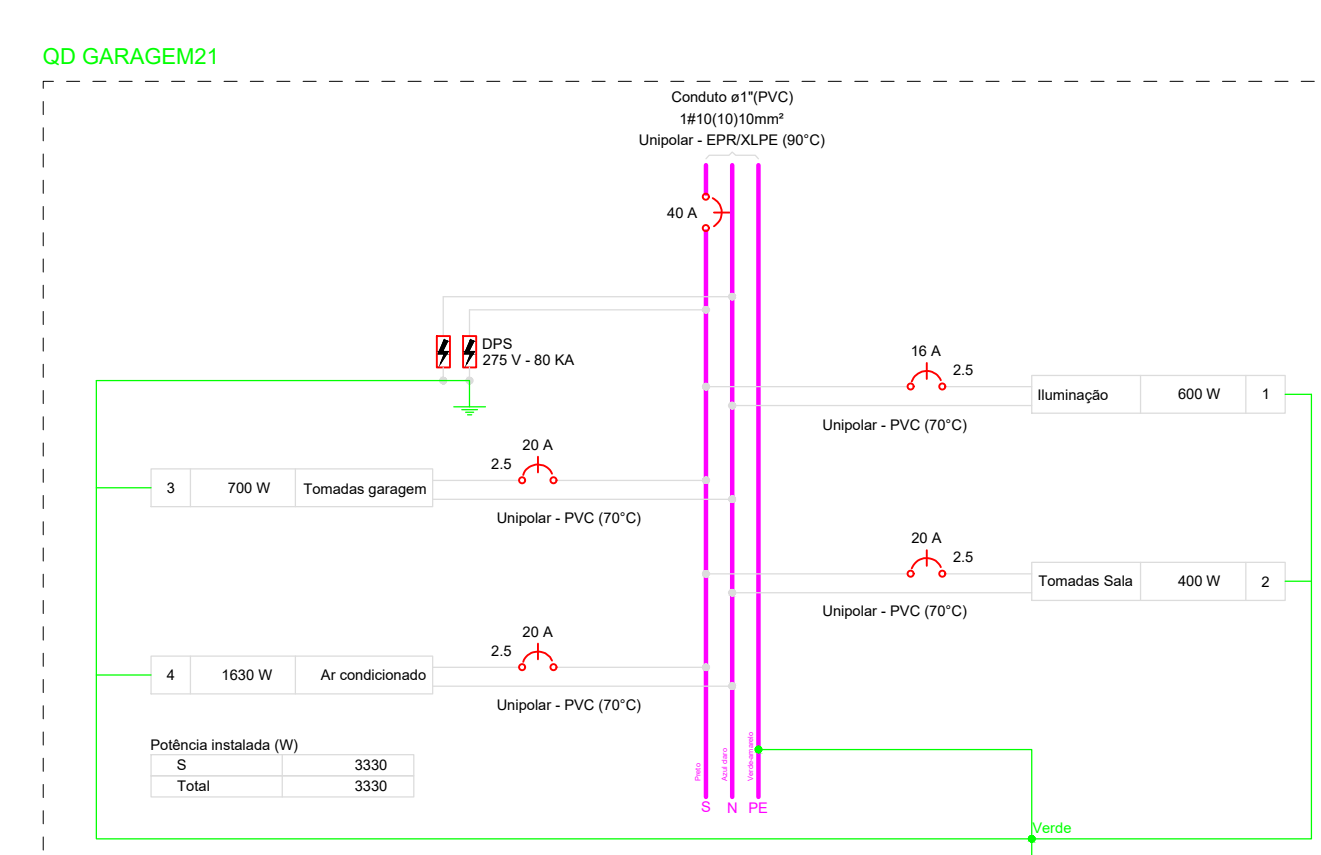 QD GARAGEM21
Conduto ø1"(PVC)
1#10(10)10mm²
Unipolar - EPR/XLPE (90°C)
40 A
DPS
275 V - 80 KA
16 A
2.5
Iluminação 600 W 1
Unipolar - PVC (70°C)
20 A
2.5
3 700 W Tomadas garagem
Unipolar - PVC (70°C)
20 A
2.5
Tomadas Sala 400 W 2
Unipolar - PVC (70°C)
20 A
2.5
4 1630 W Ar condicionado
Unipolar - PVC (70°C)
Potência instalada (W)
S 3330
Total 3330
Preto
Azul claro
Verde-amarelo
S N PE
Verde